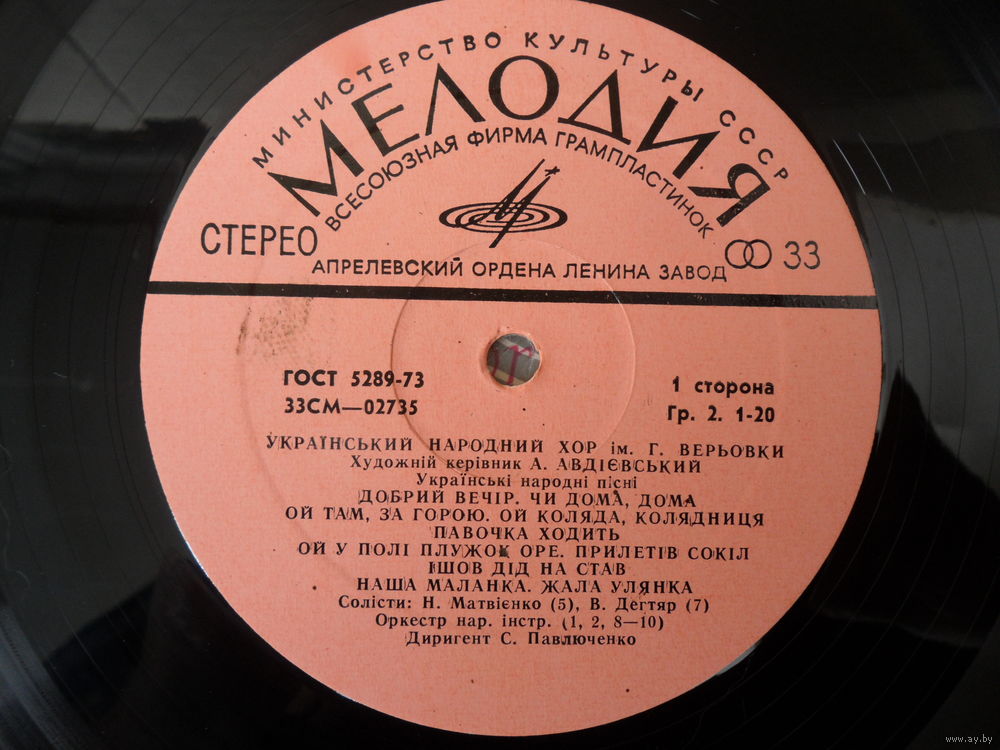 МИНИСТЕРСТВО КУЛЬТУРЫ СССР
МЕЛОДИЯ
ВСЕСОЮЗНАЯ ФИРМА ГРАМПЛАСТИНОК
СТЕРЕО
33
АПРЕЛЕВСКИЙ ОРДЕНА ЛЕНИНА ЗАВОД
ГОСТ 5289-73
33СМ—02735
1 сторона
Гр. 2. 1-20
УКРАЇНСЬКИЙ НАРОДНИЙ ХОР ім. Г. ВЕРЬОВКИ
Художній керівник А. АВДІЄВСЬКИЙ
Українські народні пісні
ДОБРИЙ ВЕЧІР. ЧИ ДОМА, ДОМА
ОЙ ТАМ, ЗА ГОРОЮ. ОЙ КОЛЯДА, КОЛЯДНИЦЯ
ПАВОЧКА ХОДИТЬ
ОЙ У ПОЛІ ПЛУЖОК ОРЕ. ПРИЛЕТІВ СОКІЛ
ІШОВ ДІД НА СТАВ
НАША МАЛАНКА. ЖАЛА УЛЯНКА
Солісти: Н. Матвієнко (5), В. Дегтяр (7)
Оркестр нар. інстр. (1, 2, 8—10)
Диригент С. Павлюченко
www.ay.by